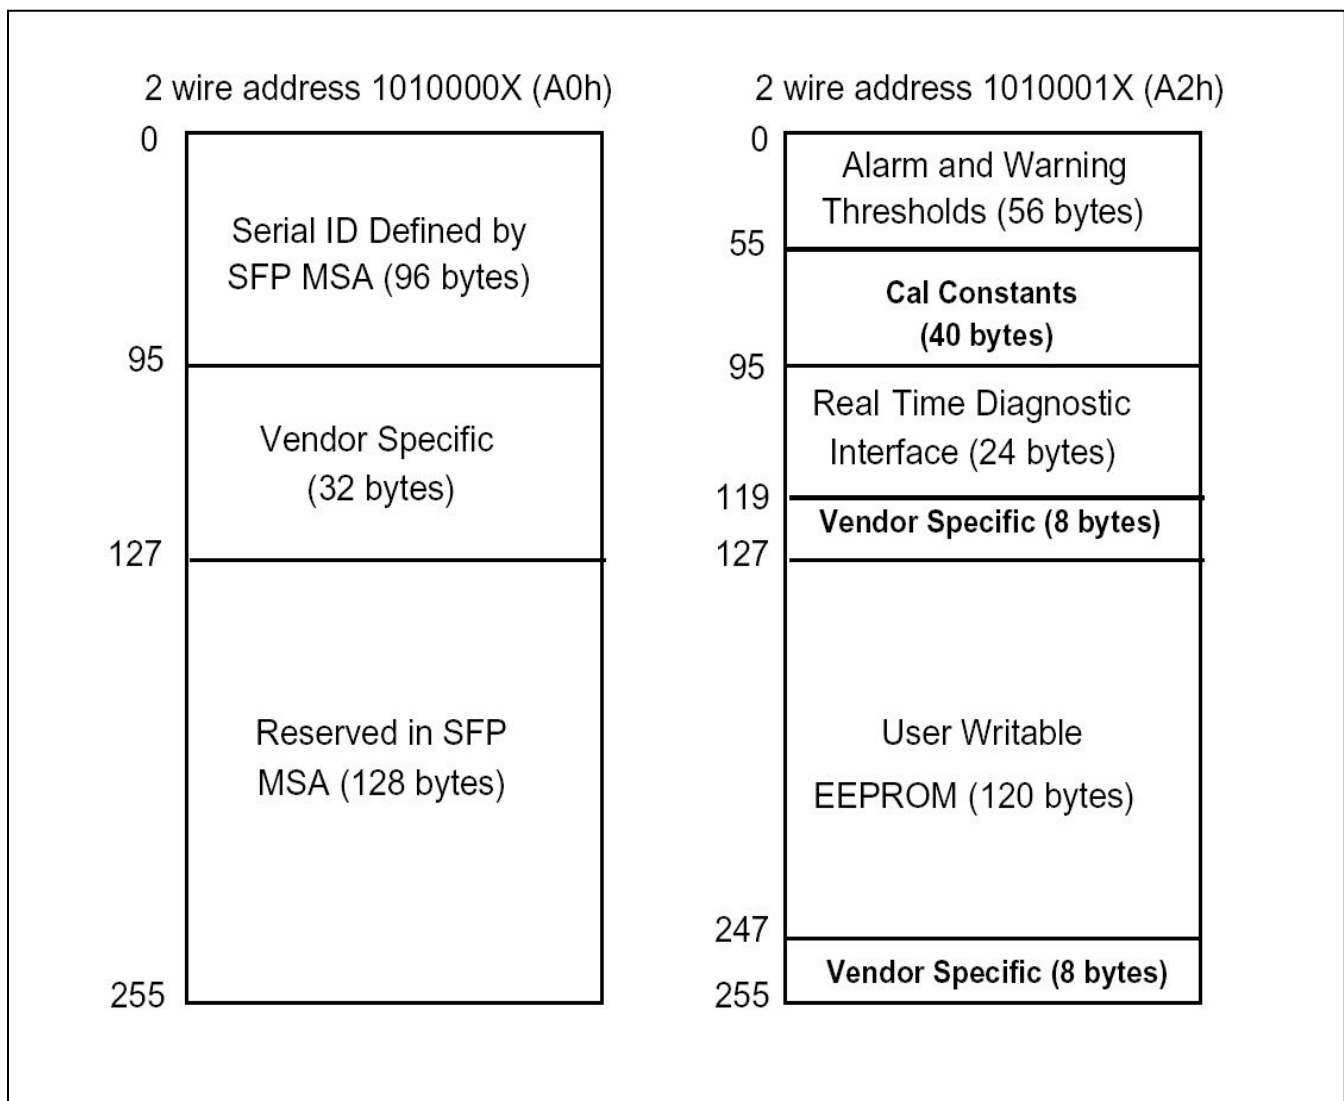 2 wire address 1010000X (A0h)
0
Serial ID Defined by
SFP MSA (96 bytes)
95
Vendor Specific
(32 bytes)
127
Reserved in SFP
MSA (128 bytes)
255
2 wire address 1010001X (A2h)
0
Alarm and Warning
Thresholds (56 bytes)
55
Cal Constants
(40 bytes)
95
Real Time Diagnostic
Interface (24 bytes)
119
Vendor Specific (8 bytes)
127
User Writable
EEPROM (120 bytes)
247
Vendor Specific (8 bytes)
255